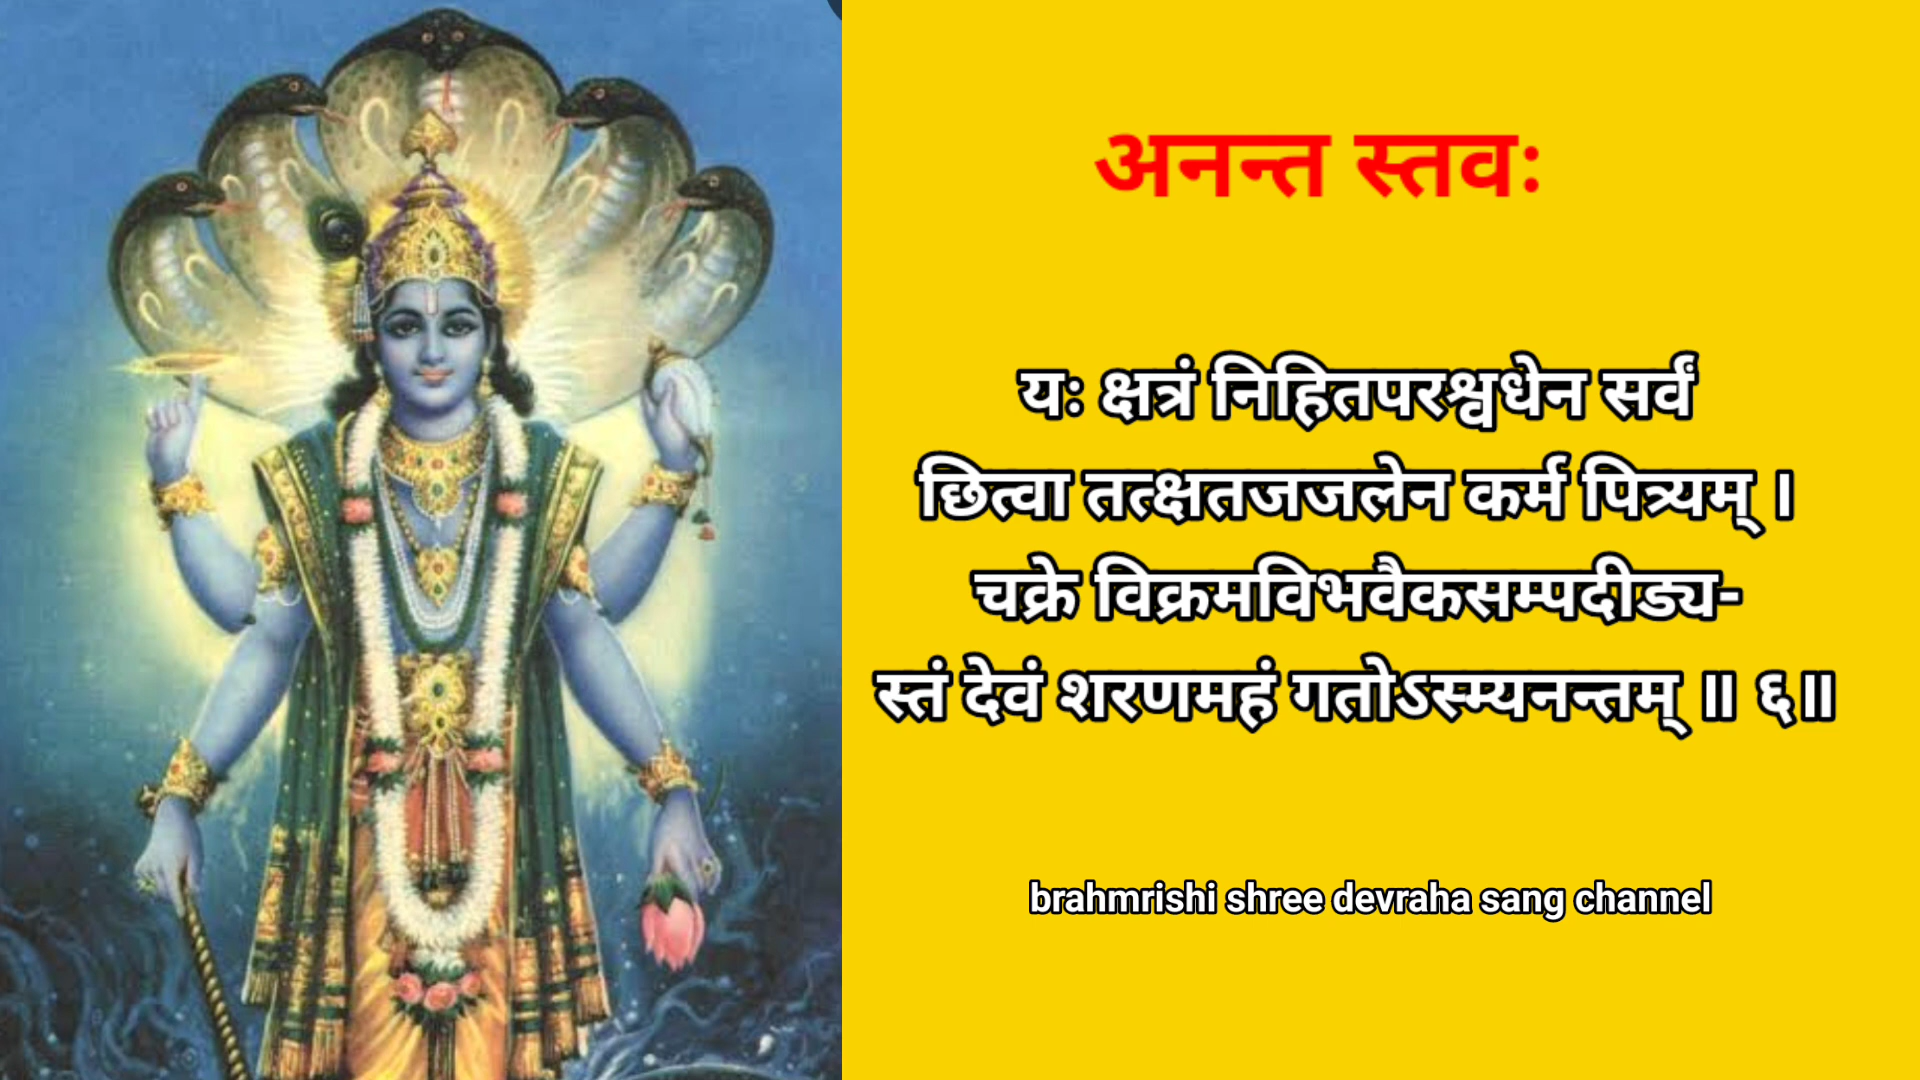 अनन्त स्तवः
यः क्षत्रं निहितपरश्वधेन सर्वं
छित्वा तत्क्षतजजलेन कर्म पित्र्यम् ।
चक्रे विक्रमविभवैकसम्पदीड्य-
स्तं देवं शरणमहं गतोऽस्म्यनन्तम् ॥ ६॥
brahmrishi shree devraha sang channel